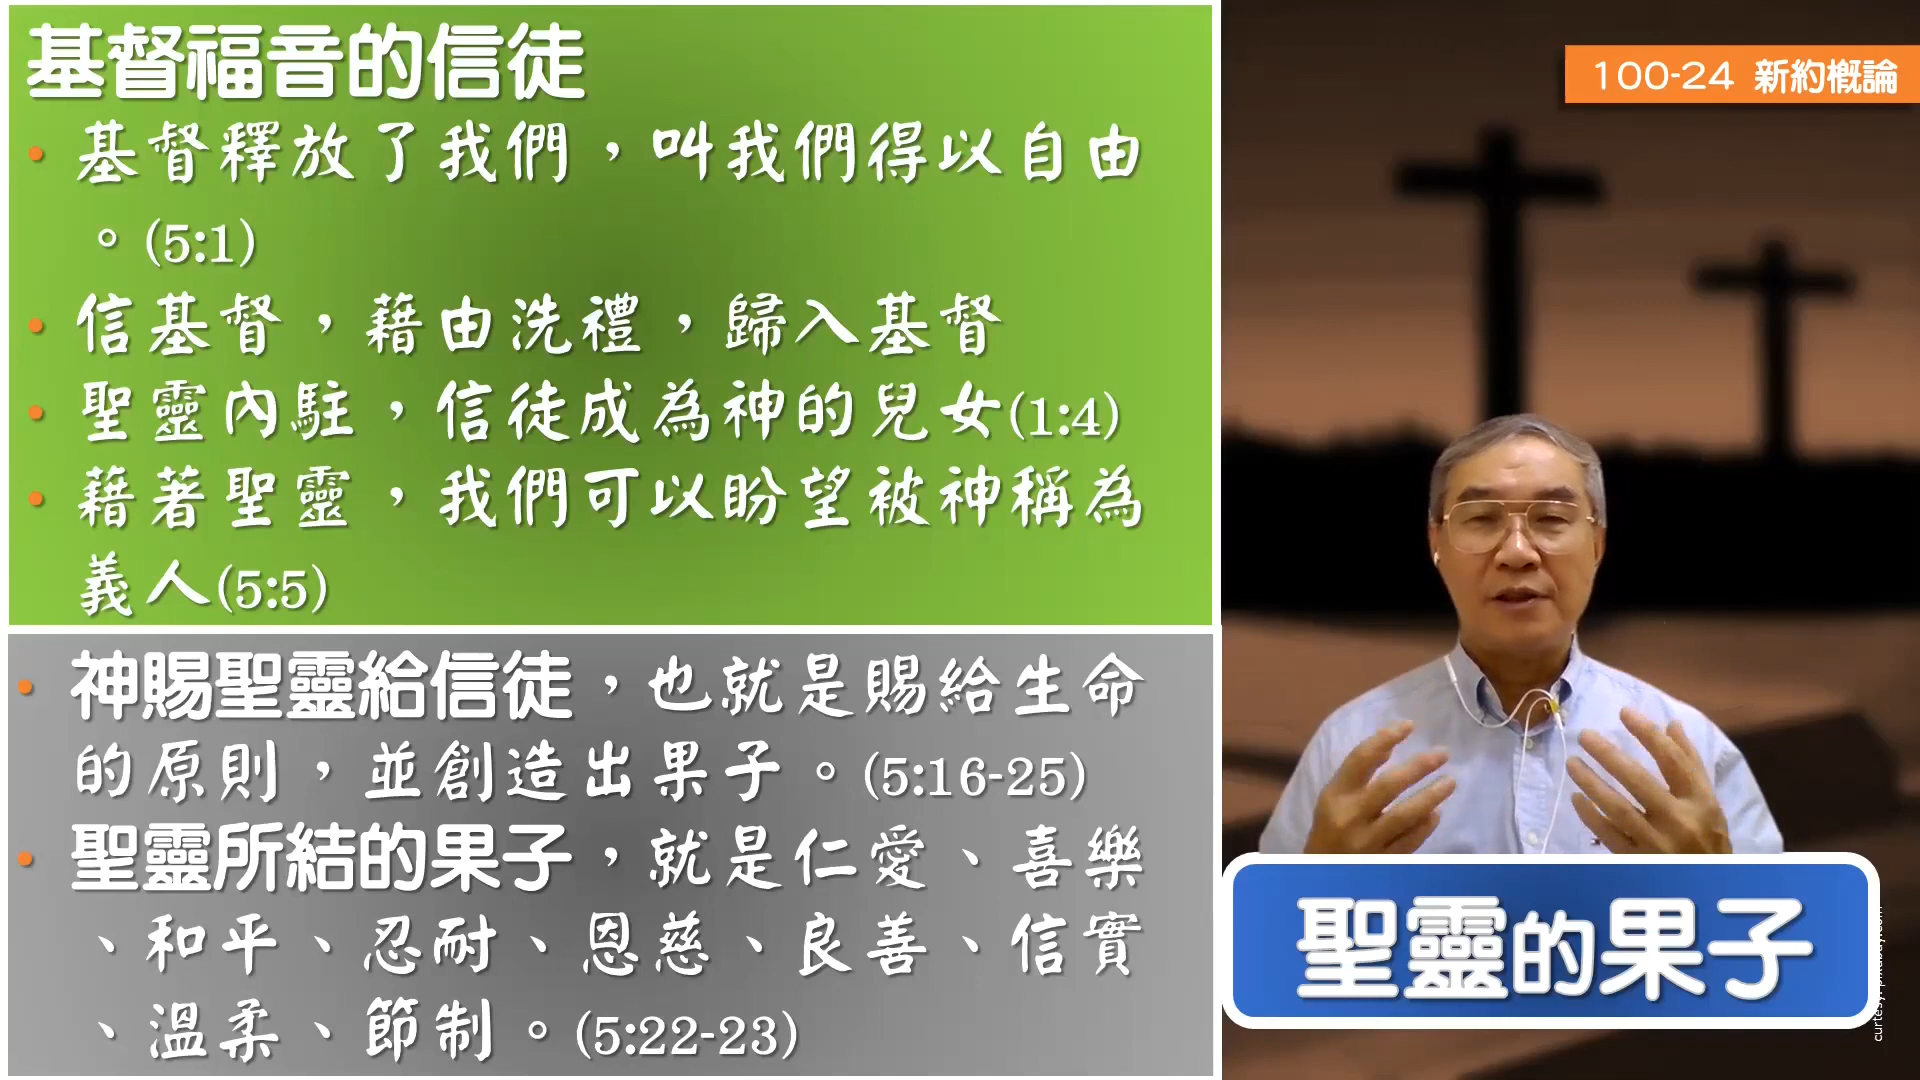 基督福音的信徒
• 基督釋放了我們，叫我們得以自由
。(5:1)
• 信基督，藉由洗禮，歸入基督
• 聖靈內駐，信徒成為神的兒女(1:4)
• 藉著聖靈，我們可以盼望被神稱為
義人(5:5)
• 神賜聖靈給信徒，也就是賜給生命
的原則，並創造出果子。(5:16-25)
• 聖靈所結的果子，就是仁愛、喜樂
、和平、忍耐、恩慈、良善、信實
、溫柔、節制。(5:22-23)
100-24 新約概論
聖靈的果子